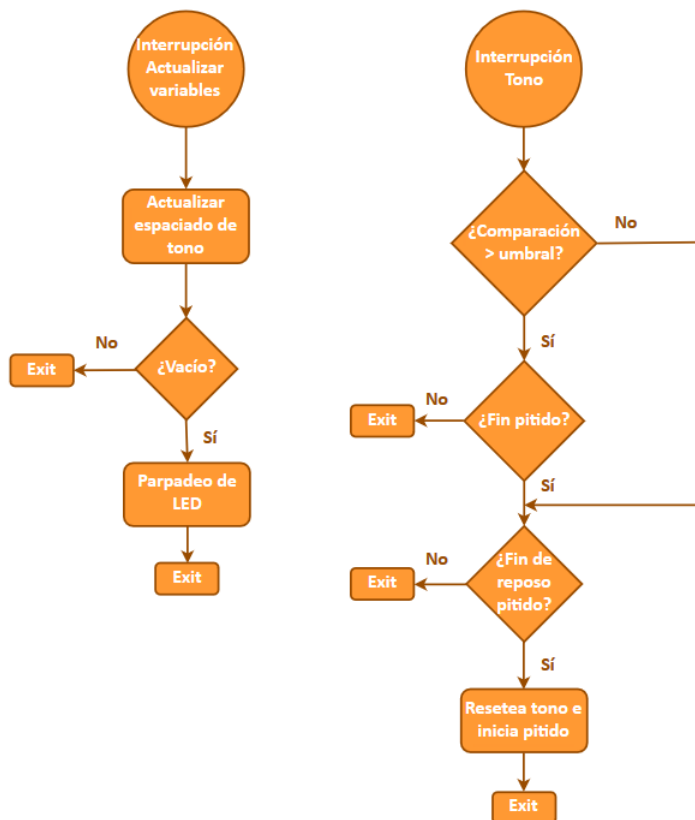 Interrupción
Actualizar
variables
Actualizar
espaciado de
tono
¿Vacío?
No
Exit
Sí
Parpadeo de
LED
Exit
Interrupción
Tono
¿Comparación
> umbral?
No
Sí
¿Fin pitido?
No
Exit
Sí
¿Fin de
reposo
pitido?
No
Exit
Sí
Resetea tono e
inicia pitido
Exit